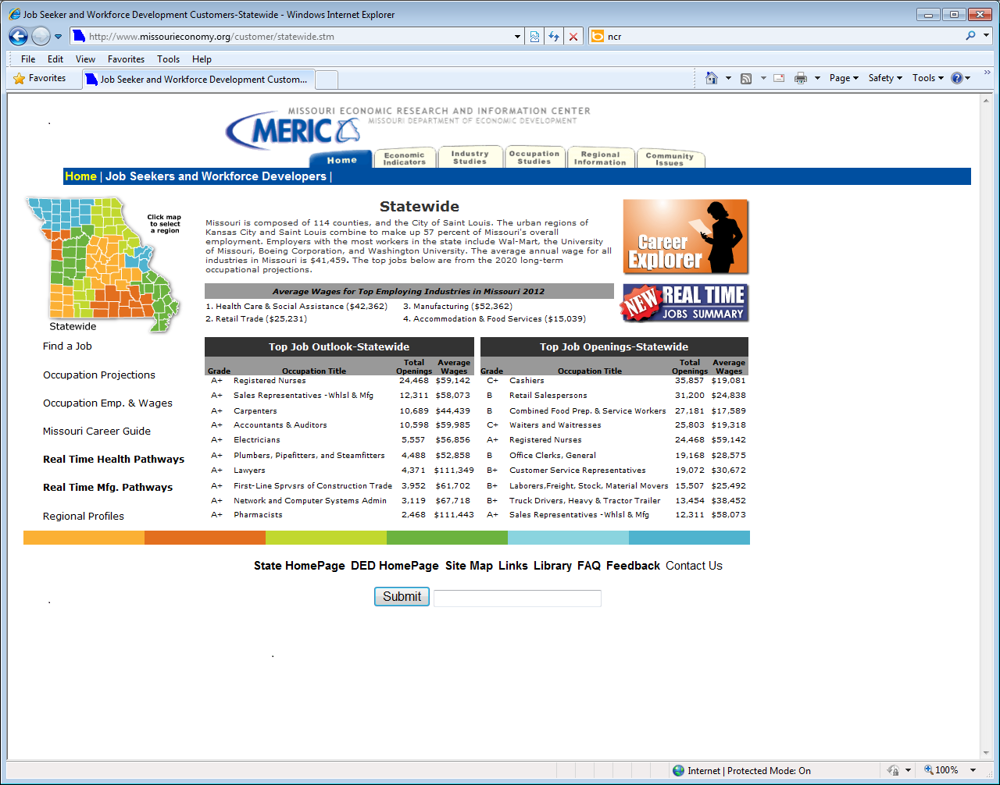 Job Seeker and Workforce Development Customers-Statewide - Windows Internet Explorer
http://www.missourieconomy.org/customer/statewide.stm
ncr
File Edit View Favorites Tools Help
Favorites
Job Seeker and Workforce Development Custom...
Page Safety Tools
MISSOURI ECONOMIC RESEARCH AND INFORMATION CENTER
MISSOURI DEPARTMENT OF ECONOMIC DEVELOPMENT
MERIC
Home
Economic Indicators
Industry Studies
Occupation Studies
Regional Information
Community Issues
Home | Job Seekers and Workforce Developers |
Click map
to select
a region
Statewide
Find a Job
Occupation Projections
Occupation Emp. & Wages
Missouri Career Guide
Real Time Health Pathways
Real Time Mfg. Pathways
Regional Profiles
Statewide
Missouri is composed of 114 counties, and the City of Saint Louis. The urban regions of
Kansas City and Saint Louis combine to make up 57 percent of Missouri's overall
employment. Employers with the most workers in the state include Wal-Mart, the University
of Missouri, Boeing Corporation, and Washington University. The average annual wage for all
industries in Missouri is $41,459. The top jobs below are from the 2020 long-term
occupational projections.
Career
Explorer
NEW REAL TIME
JOBS SUMMARY
Average Wages for Top Employing Industries in Missouri 2012
1. Health Care & Social Assistance ($42,362) 3. Manufacturing ($52,362)
2. Retail Trade ($25,231) 4. Accommodation & Food Services ($15,039)
Top Job Outlook-Statewide
Grade Occupation Title Total Openings Average Wages
A+ Registered Nurses 24,468 $59,142
A+ Sales Representatives -Whlsl & Mfg 12,311 $58,073
A+ Carpenters 10,689 $44,439
A+ Accountants & Auditors 10,598 $59,985
A+ Electricians 5,557 $56,856
A+ Plumbers, Pipefitters, and Steamfitters 4,488 $52,858
A+ Lawyers 4,371 $111,349
A+ First-Line Sprvsrs of Construction Trade 3,952 $61,702
A+ Network and Computer Systems Admin 3,119 $67,718
A+ Pharmacists 2,468 $111,443
Top Job Openings-Statewide
Grade Occupation Title Total Openings Average Wages
C+ Cashiers 35,857 $19,081
B Retail Salespersons 31,200 $24,838
B Combined Food Prep. & Service Workers 27,181 $17,589
C+ Waiters and Waitresses 25,803 $19,318
A+ Registered Nurses 24,468 $59,142
B Office Clerks, General 19,168 $28,575
B+ Customer Service Representatives 19,072 $30,672
B+ Laborers,Freight, Stock, Material Movers 15,507 $25,492
B+ Truck Drivers, Heavy & Tractor Trailer 13,454 $38,452
A+ Sales Representatives -Whlsl & Mfg 12,311 $58,073
State HomePage DED HomePage Site Map Links Library FAQ Feedback Contact Us
Submit
Internet | Protected Mode: On
100%